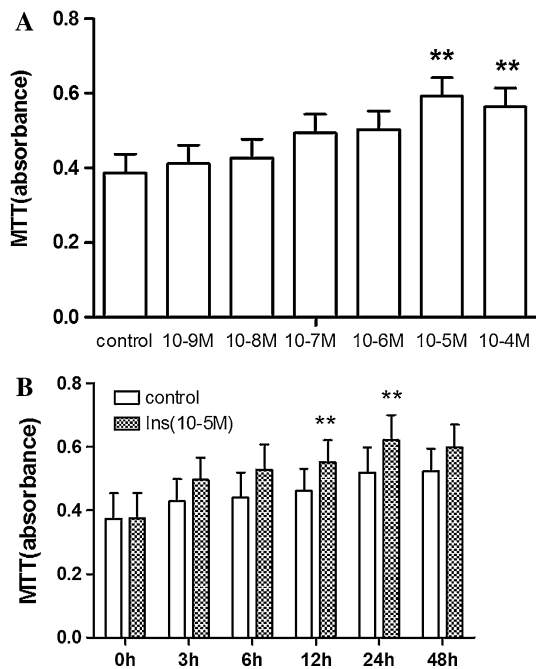 A
MTT(absorbance)
0.8
0.6
0.4
0.2
0.0
** **
control 10-9M 10-8M 10-7M 10-6M 10-5M 10-4M
B
MTT(absorbance)
0.8
0.6
0.4
0.2
0.0
control
Ins(10-5M)
** **
0h 3h 6h 12h 24h 48h